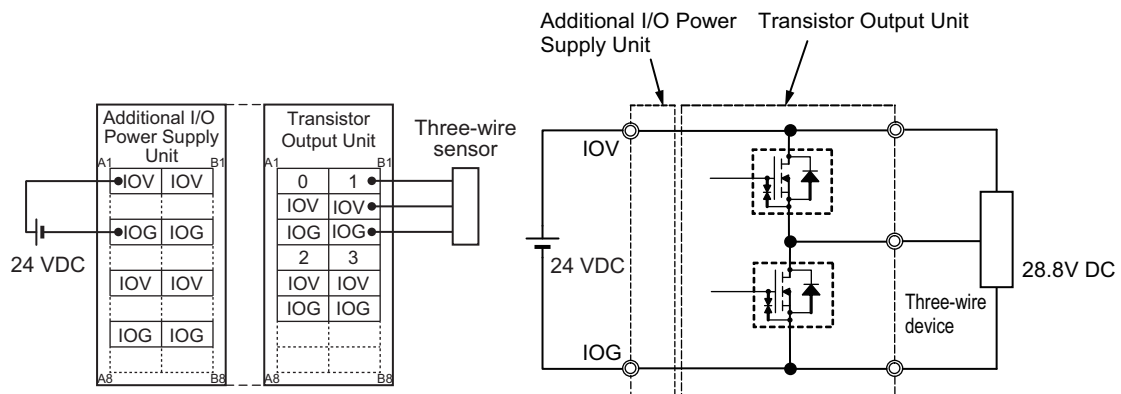 Additional I/O Power
Supply Unit
Transistor Output Unit
Additional I/O
Power Supply
Unit
A1
B1
IOV IOV
IOG IOG
IOV IOV
IOG IOG
A8
B8
24 VDC
Transistor
Output Unit
A1
B1
0 1
IOV IOV
IOG IOG
2 3
IOV IOV
IOG IOG
A8
B8
Three-wire
sensor
IOV
24 VDC
IOG
Three-wire
device
28.8V DC